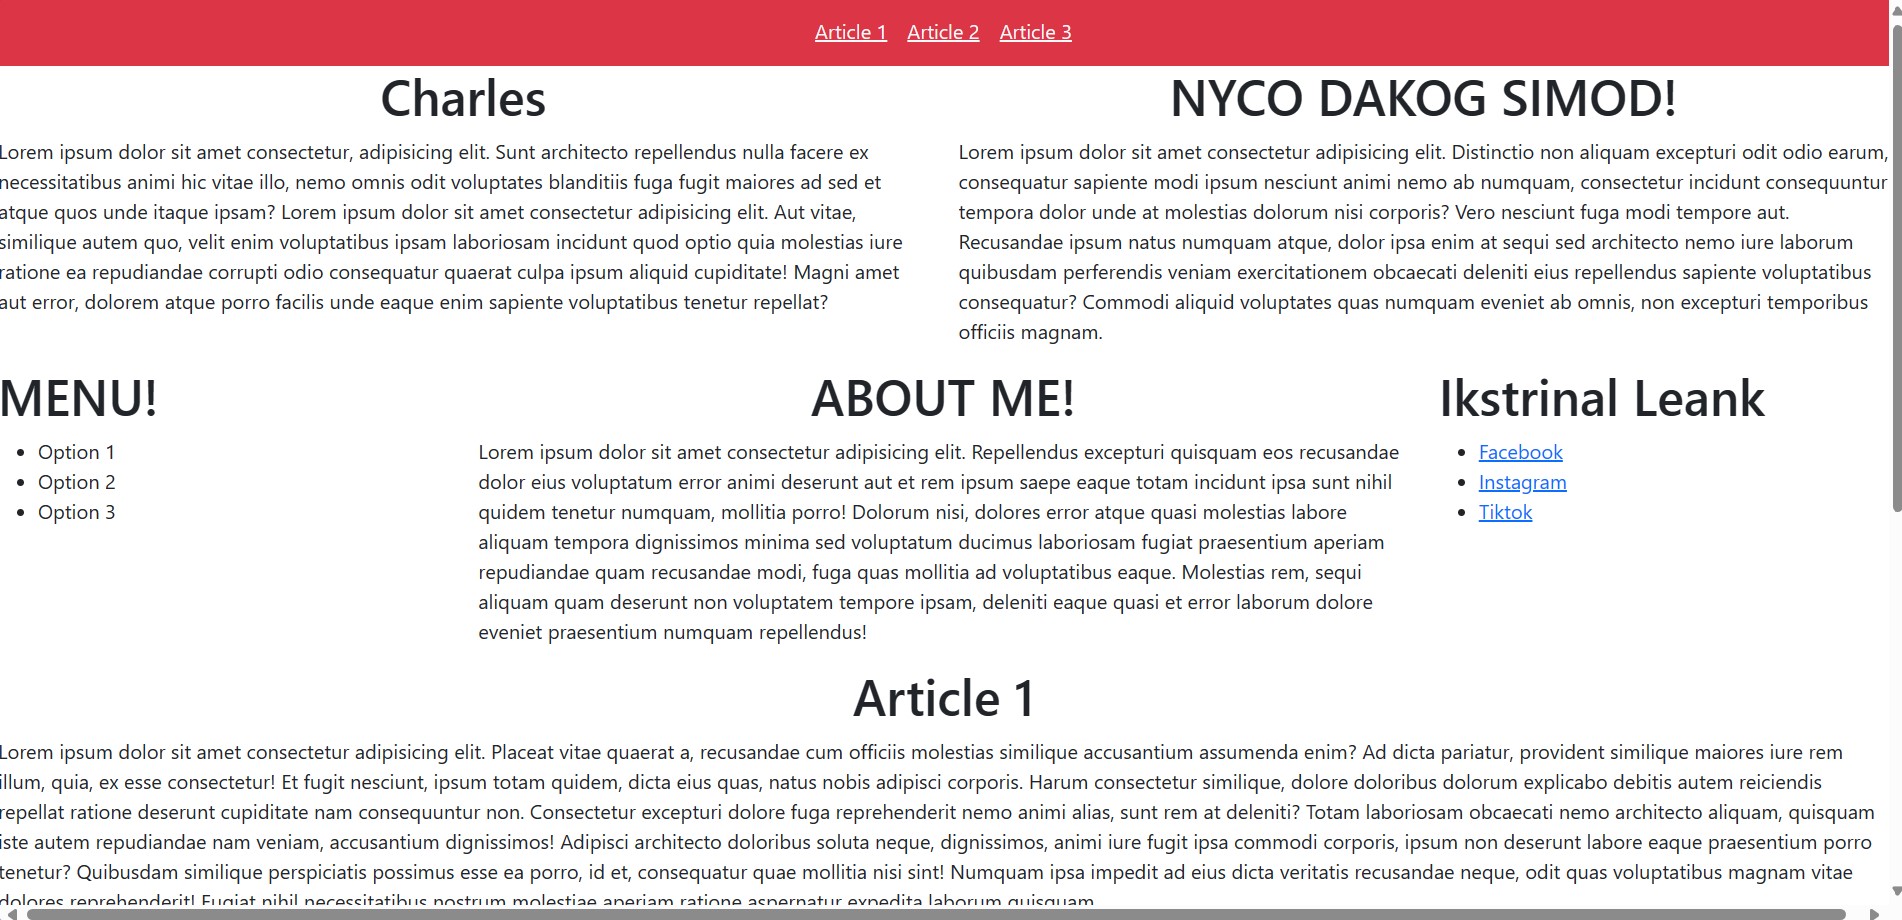 Article 1 Article 2 Article 3
Charles
Lorem ipsum dolor sit amet consectetur, adipisicing elit. Sunt architecto repellendus nulla facere ex
necessitatibus animi hic vitae illo, nemo omnis odit voluptates blanditiis fuga fugit maiores ad sed et
atque quos unde itaque ipsam? Lorem ipsum dolor sit amet consectetur adipisicing elit. Aut vitae,
similique autem quo, velit enim voluptatibus ipsam laboriosam incidunt quod optio quia molestias iure
ratione ea repudiandae corrupti odio consequatur quaerat culpa ipsum aliquid cupiditate! Magni amet
aut error, dolorem atque porro facilis unde eaque enim sapiente voluptatibus tenetur repellat?
NYCO DAKOG SIMOD!
Lorem ipsum dolor sit amet consectetur adipisicing elit. Distinctio non aliquam excepturi odit odio earum,
consequatur sapiente modi ipsum nesciunt animi nemo ab numquam, consectetur incidunt consequuntur
tempora dolor unde at molestias dolorum nisi corporis? Vero nesciunt fuga modi tempore aut.
Recusandae ipsum natus numquam atque, dolor ipsa enim at sequi sed architecto nemo iure laborum
quibusdam perferendis veniam exercitationem obcaecati deleniti eius repellendus sapiente voluptatibus
consequatur? Commodi aliquid voluptates quas numquam eveniet ab omnis, non excepturi temporibus
officiis magnam.
MENU!
Option 1
Option 2
Option 3
ABOUT ME!
Lorem ipsum dolor sit amet consectetur adipisicing elit. Repellendus excepturi quisquam eos recusandae
dolor eius voluptatum error animi deserunt aut et rem ipsum saepe eaque totam incidunt ipsa sunt nihil
quidem tenetur numquam, mollitia porro! Dolorum nisi, dolores error atque quasi molestias labore
aliquam tempora dignissimos minima sed voluptatum ducimus laboriosam fugiat praesentium aperiam
repudiandae quam recusandae modi, fuga quas mollitia ad voluptatibus eaque. Molestias rem, sequi
aliquam quam deserunt non voluptatem tempore ipsam, deleniti eaque quasi et error laborum dolore
eveniet praesentium numquam repellendus!
Ikstrinal Leank
Facebook
Instagram
Tiktok
Article 1
Lorem ipsum dolor sit amet consectetur adipisicing elit. Placeat vitae quaerat a, recusandae cum officiis molestias similique accusantium assumenda enim? Ad dicta pariatur, provident similique maiores iure rem
illum, quia, ex esse consectetur! Et fugit nesciunt, ipsum totam quidem, dicta eius quas, natus nobis adipisci corporis. Harum consectetur similique, dolore doloribus dolorum explicabo debitis autem reiciendis
repellat ratione deserunt cupiditate nam consequuntur non. Consectetur excepturi dolore fuga reprehenderit nemo animi alias, sunt rem at deleniti? Totam laboriosam obcaecati nemo architecto aliquam, quisquam
iste autem repudiandae nam veniam, accusantium dignissimos! Adipisci architecto doloribus soluta neque, dignissimos, animi iure fugit ipsa commodi corporis, ipsum non deserunt labore eaque praesentium porro
tenetur? Quibusdam similique perspiciatis possimus esse ea porro, id et, consequatur quae mollitia nisi sint! Numquam ipsa impedit ad eius dicta veritatis recusandae neque, odit quas voluptatibus magnam vitae
dolores reprehenderit! Fugiat nihil necessitatibus nostrum molestiae aperiam ratione aspernatur expedita laborum quisquam